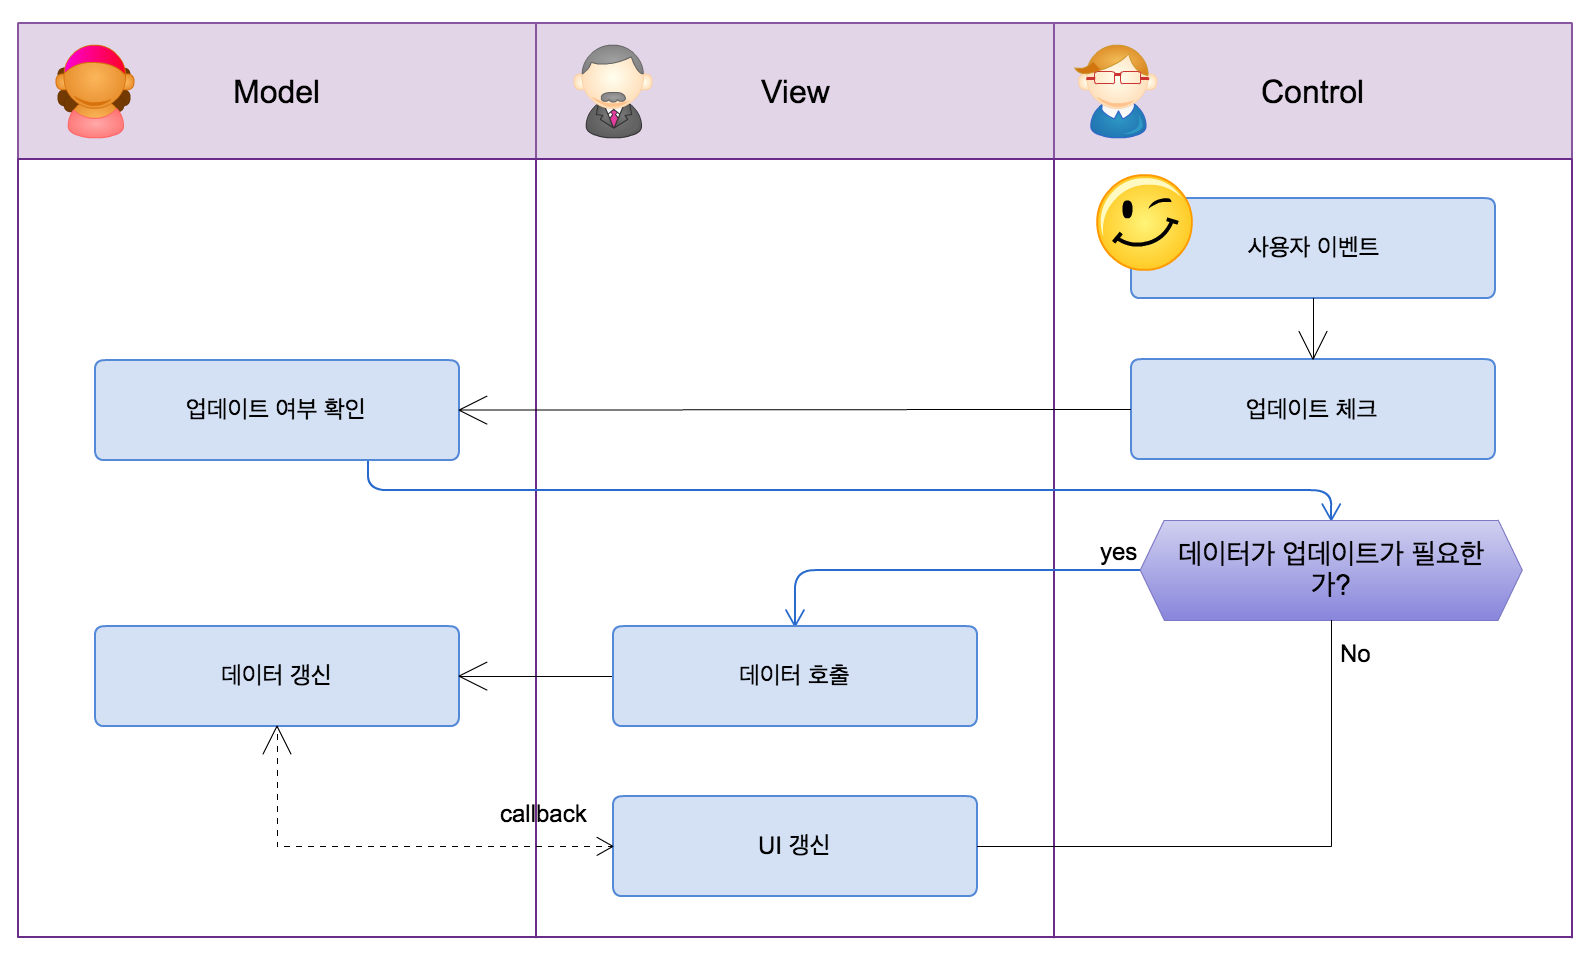 Model
View
Control
사용자 이벤트
업데이트 여부 확인
업데이트 체크
yes
데이터가 업데이트가 필요한
가?
No
데이터 갱신
데이터 호출
callback
UI 갱신